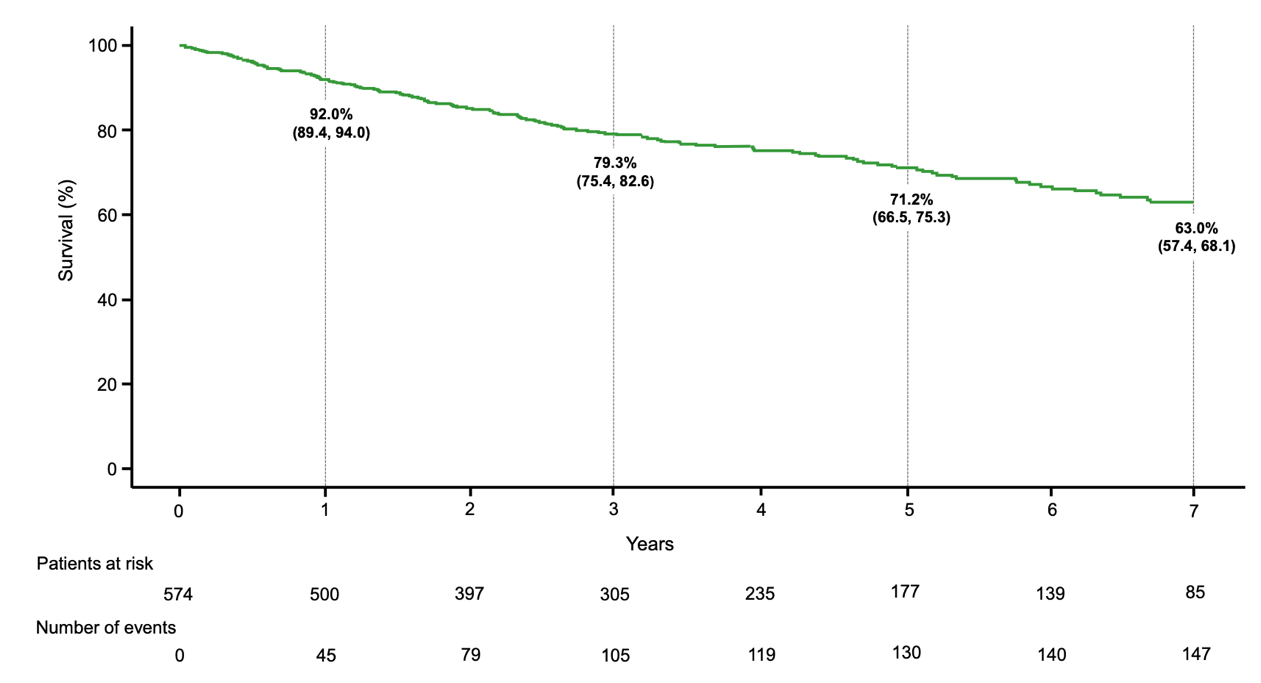 100
80
60
40
20
0
Survival (%)
92.0%
(89.4, 94.0)
79.3%
(75.4, 82.6)
71.2%
(66.5, 75.3)
63.0%
(57.4, 68.1)
0 1 2 3 4 5 6 7
Years
Patients at risk
574 500 397 305 235 177 139 85
Number of events
0 45 79 105 119 130 140 147